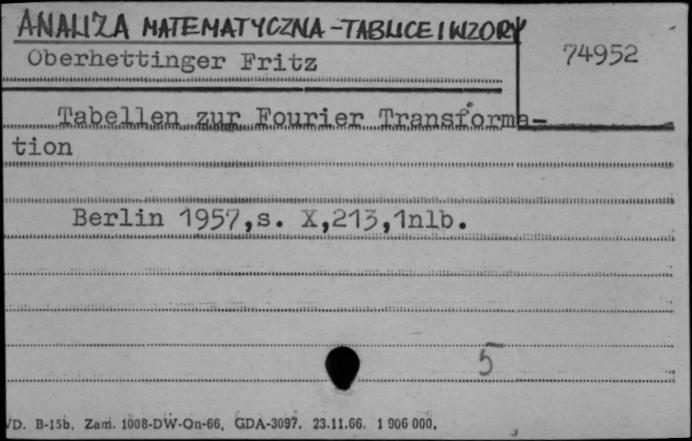 ANALIZA MATEMATYCZNA - TABLICE I WZORY
Oberhettinger Fritz
74952
Tabellen zur Fourier Transforma-
tion
Berlin 1957,s. X,213,1nlb.
5
VD. B-15b. Zam. 1008-DW-On-66. GDA-3097. 23.11.66. 1 906 000.